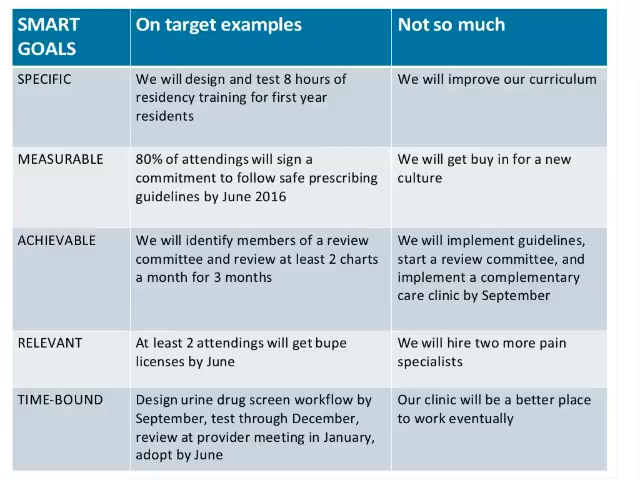 SMART
GOALS
On target examples
Not so much
SPECIFIC
We will design and test 8 hours of
residency training for first year
residents
We will improve our curriculum
MEASURABLE
80% of attendings will sign a
commitment to follow safe prescribing
guidelines by June 2016
We will get buy in for a new
culture
ACHIEVABLE
We will identify members of a review
committee and review at least 2 charts
a month for 3 months
We will implement guidelines,
start a review committee, and
implement a complementary
care clinic by September
RELEVANT
At least 2 attendings will get bupe
licenses by June
We will hire two more pain
specialists
TIME-BOUND
Design urine drug screen workflow by
September, test through December,
review at provider meeting in January,
adopt by June
Our clinic will be a better place
to work eventually